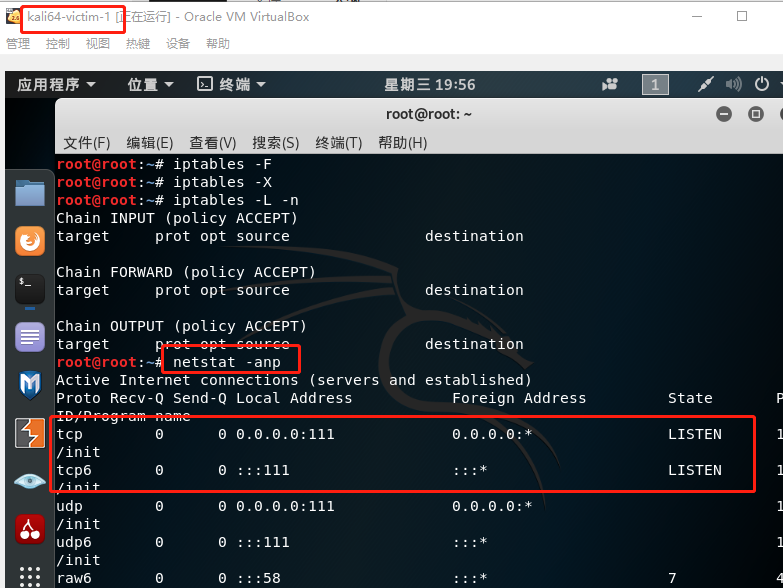 kali64-victim-1 [正在运行] - Oracle VM VirtualBox
管理 控制 视图 热键 设备 帮助
应用程序 位置 终端 星期三 19:56 1
root@root: ~
文件(F) 编辑(E) 查看(V) 搜索(S) 终端(T) 帮助(H)
root@root:~# iptables -F
root@root:~# iptables -X
root@root:~# iptables -L -n
Chain INPUT (policy ACCEPT)
target prot opt source destination
Chain FORWARD (policy ACCEPT)
target prot opt source destination
Chain OUTPUT (policy ACCEPT)
target prot opt source destination
root@root:~# netstat -anp
Active Internet connections (servers and established)
Proto Recv-Q Send-Q Local Address Foreign Address State P
ID/Program name
tcp 0 0 0.0.0.0:111 0.0.0.0:* LISTEN 1
/init
tcp6 0 0 :::111 :::* LISTEN 1
/init
udp 0 0 0.0.0.0:111 0.0.0.0:* 1
/init
udp6 0 0 :::111 :::* 1
/init
raw6 0 0 :::58 :::* 7